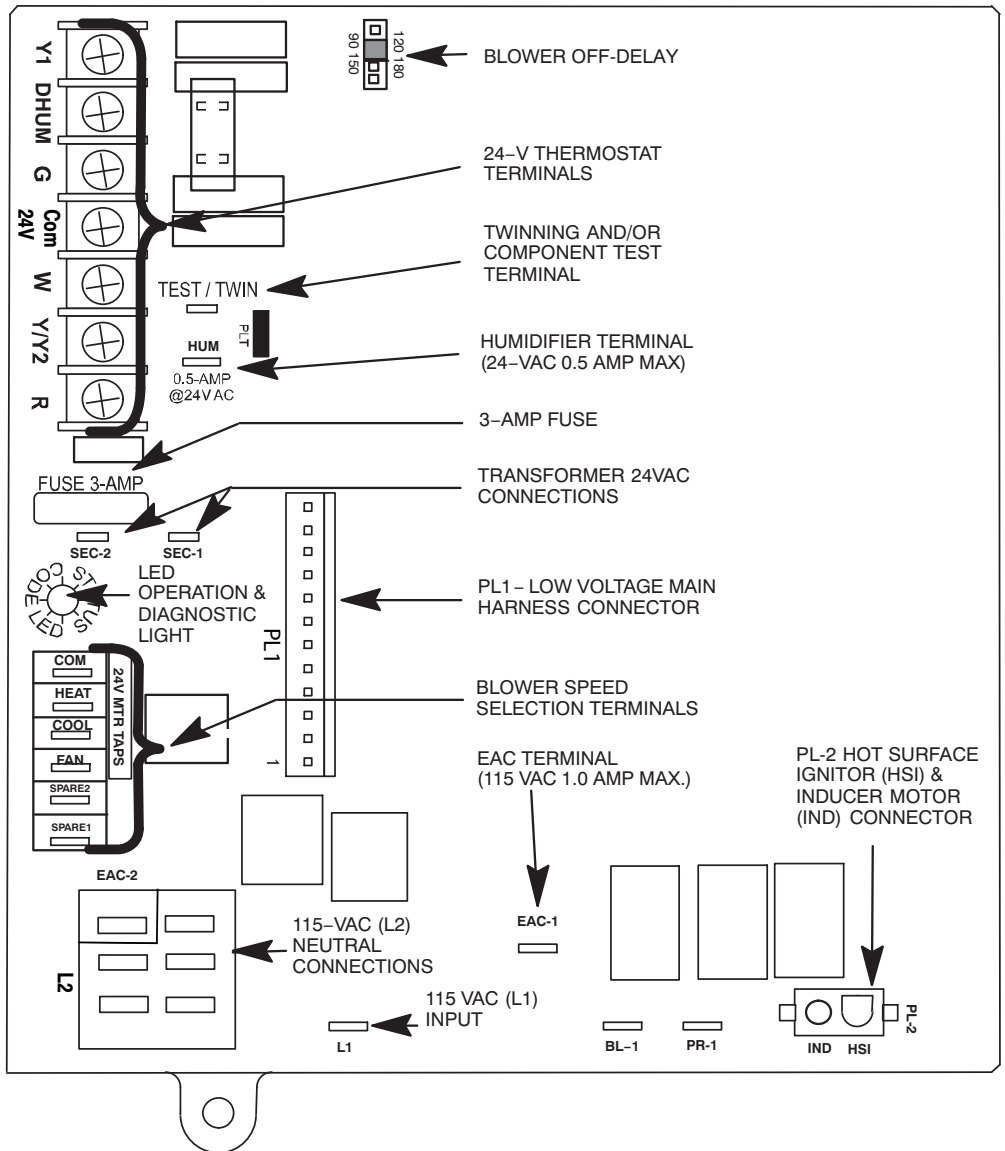 120 180
90 150
BLOWER OFF-DELAY
Y1
DHUM
G
Com
24V
W
Y/Y2
R
24–V THERMOSTAT
TERMINALS
TWINNING AND/OR
COMPONENT TEST
TERMINAL
TEST / TWIN
PLT
HUM
0.5-AMP
@24VAC
HUMIDIFIER TERMINAL
(24–VAC 0.5 AMP MAX)
3–AMP FUSE
FUSE 3-AMP
TRANSFORMER 24VAC
CONNECTIONS
SEC-2
SEC-1
STATUS
CODE LED
LED
OPERATION &
DIAGNOSTIC
LIGHT
PL1
1
PL1 – LOW VOLTAGE MAIN
HARNESS CONNECTOR
COM
HEAT
COOL
FAN
SPARE2
SPARE1
24V MTR TAPS
BLOWER SPEED
SELECTION TERMINALS
EAC TERMINAL
(115 VAC 1.0 AMP MAX.)
PL-2 HOT SURFACE
IGNITOR (HSI) &
INDUCER MOTOR
(IND) CONNECTOR
EAC-2
L2
115–VAC (L2)
NEUTRAL
CONNECTIONS
EAC-1
115 VAC (L1)
INPUT
L1
BL–1
PR-1
IND
HSI
PL-2